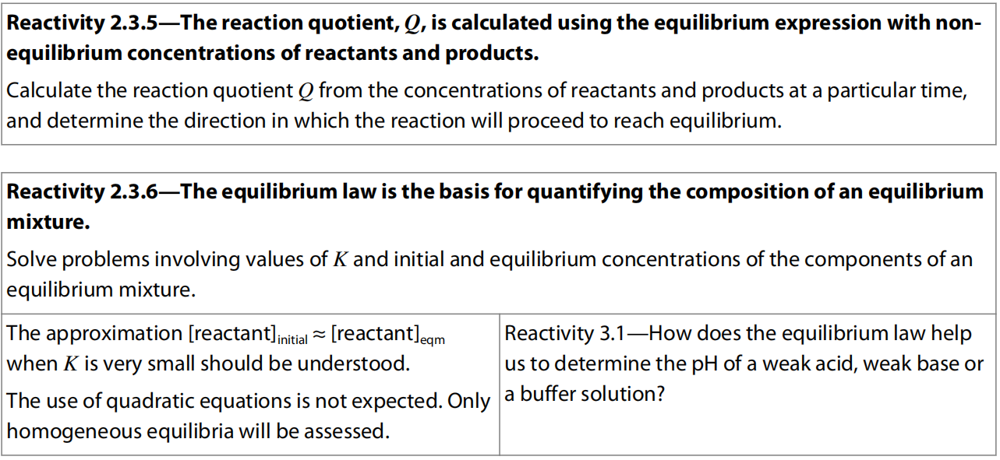 Reactivity 2.3.5—The reaction quotient, Q, is calculated using the equilibrium expression with non-
equilibrium concentrations of reactants and products.
Calculate the reaction quotient Q from the concentrations of reactants and products at a particular time,
and determine the direction in which the reaction will proceed to reach equilibrium.
Reactivity 2.3.6—The equilibrium law is the basis for quantifying the composition of an equilibrium
mixture.
Solve problems involving values of K and initial and equilibrium concentrations of the components of an
equilibrium mixture.
The approximation [reactant]initial ≈ [reactant]eqm
when K is very small should be understood.
The use of quadratic equations is not expected. Only
homogeneous equilibria will be assessed.
Reactivity 3.1—How does the equilibrium law help
us to determine the pH of a weak acid, weak base or
a buffer solution?